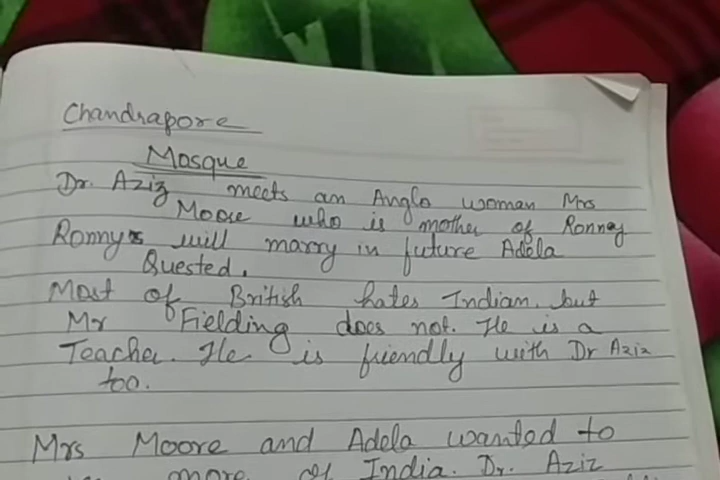 Chandrapore
Mosque
Dr. Aziz meets an Anglo woman Mrs
Moore who is mother of Ronney
Ronny will marry in future Adela
Quested.
Most of British hates Indian. but
Mr Fielding does not. He is a
Teacher. He is friendly with Dr Aziz
too.
Mrs Moore and Adela wanted to
more of India. Dr. Aziz